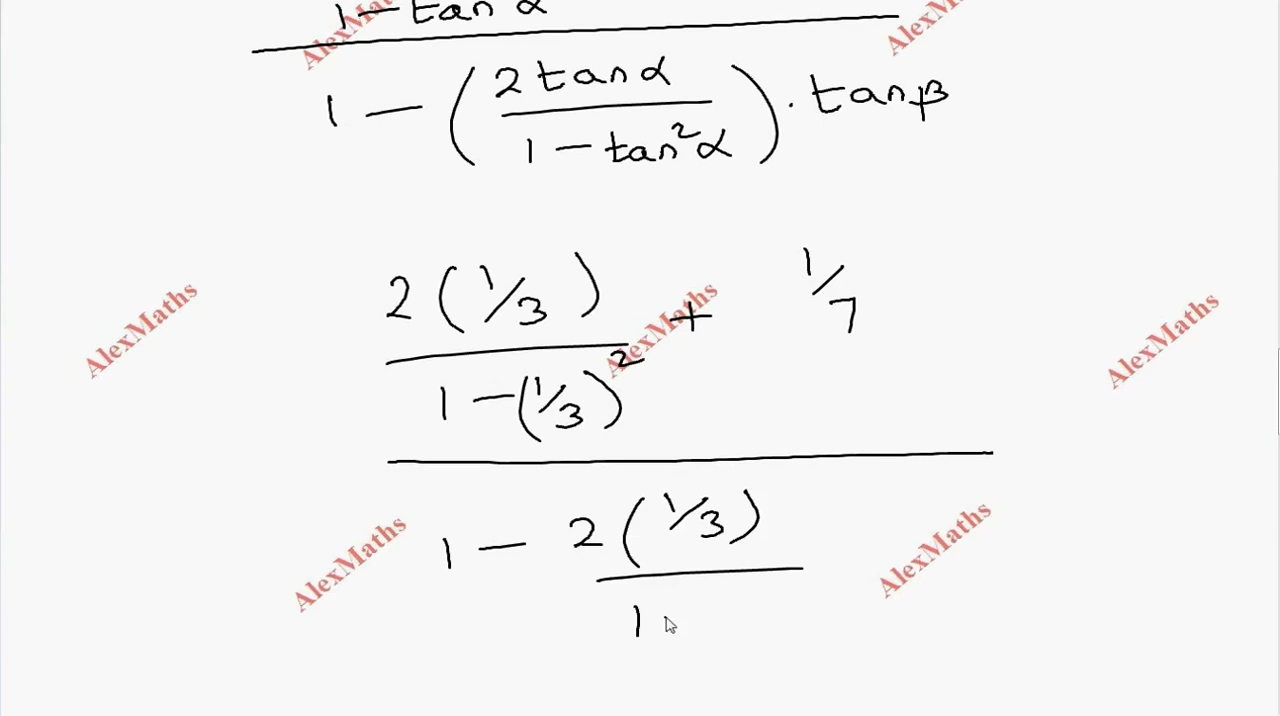 1 - tan α
1 - ( 2 tan α / 1 - tan² α ) . tan β
2 ( 1/3 ) / 1 - (1/3)² + 1/7
1 - 2 ( 1/3 ) / 1
AlexMaths
AlexMaths
AlexMaths
AlexMaths
AlexMaths
AlexMaths
AlexMaths